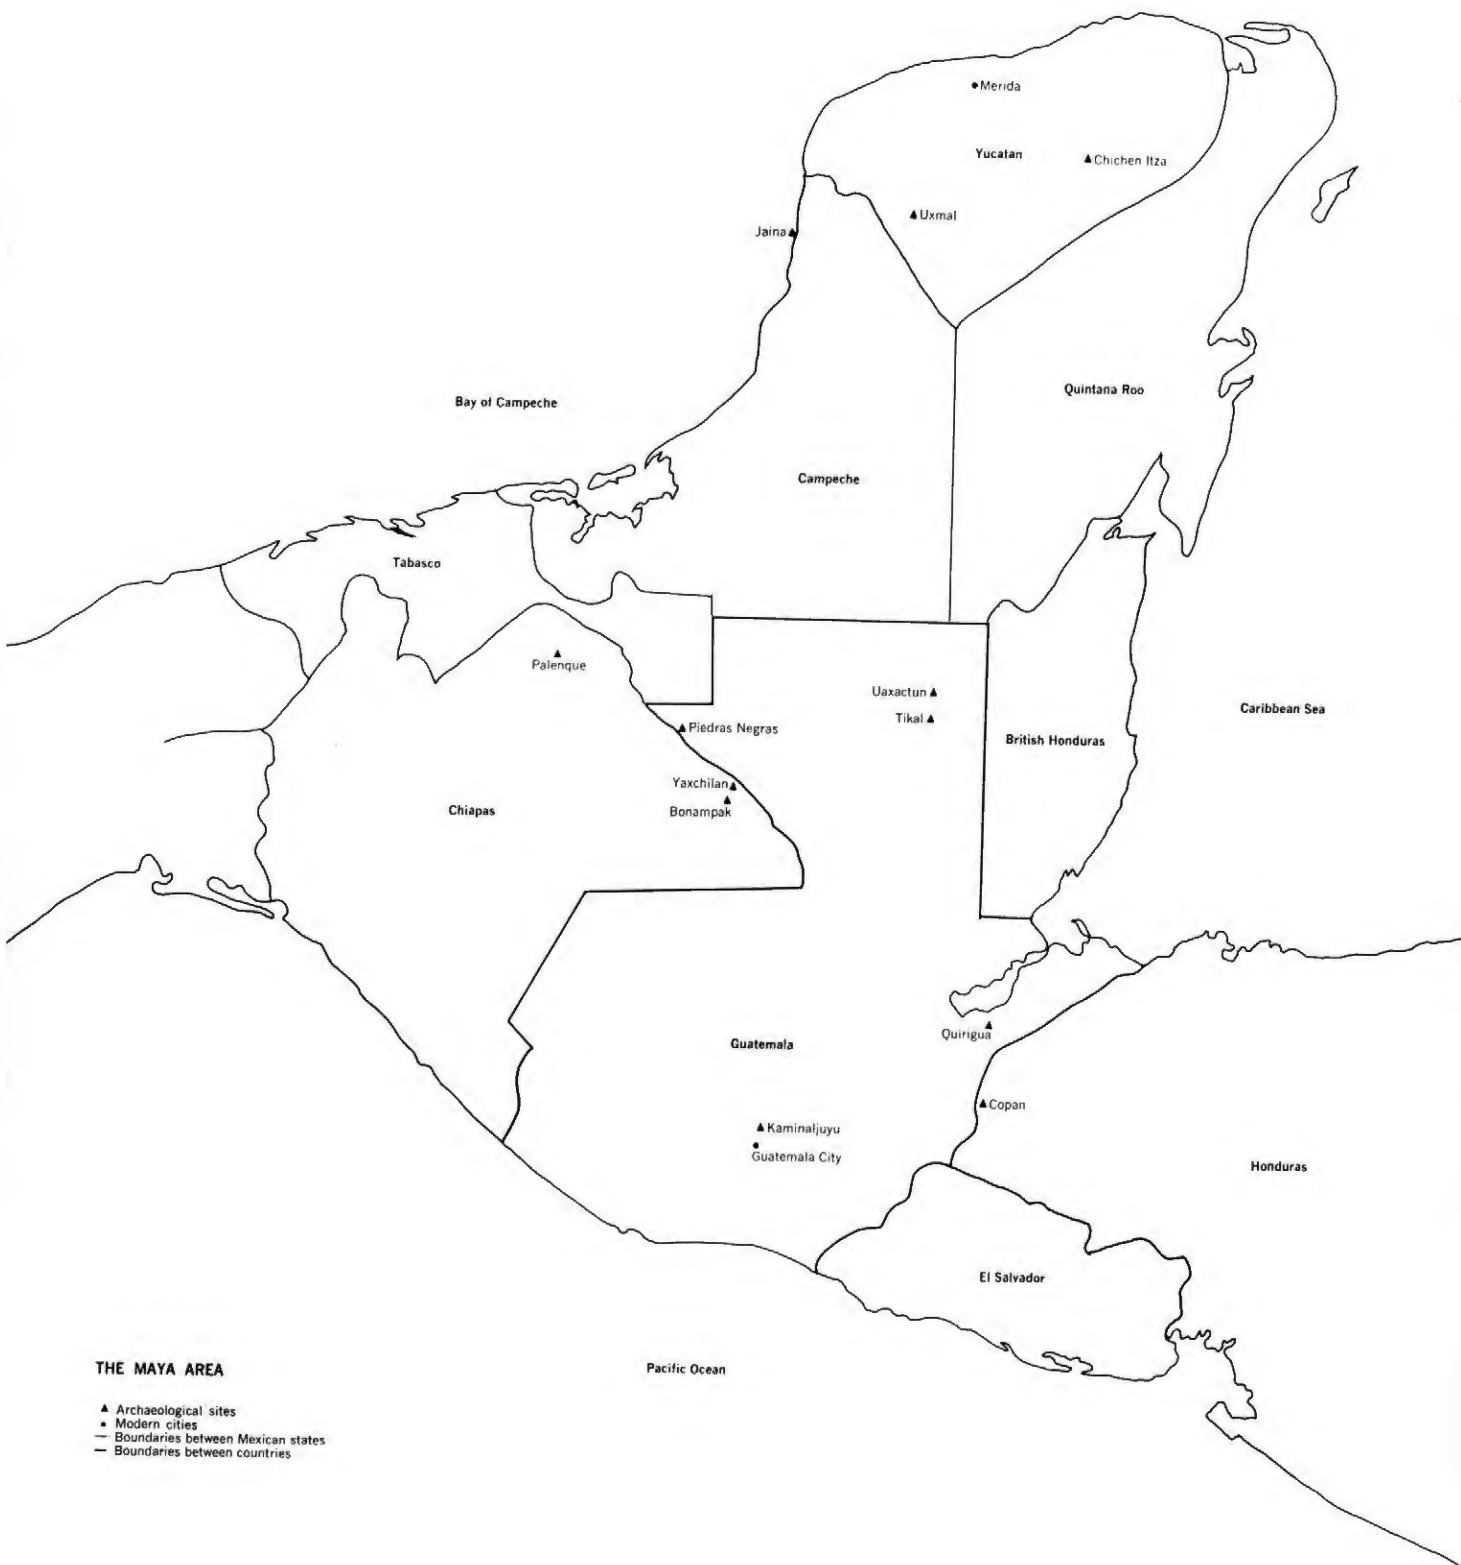 Merida
Yucatan
Chichen Itza
Uxmal
Jaina
Quintana Roo
Bay of Campeche
Campeche
Tabasco
Palenque
Uaxactun
Tikal
Caribbean Sea
Piedras Negras
British Honduras
Yaxchilan
Bonampak
Chiapas
Quirigua
Guatemala
Copan
Kaminaljuyu
Guatemala City
Honduras
El Salvador
Pacific Ocean
THE MAYA AREA
Archaeological sites
Modern cities
Boundaries between Mexican states
Boundaries between countries